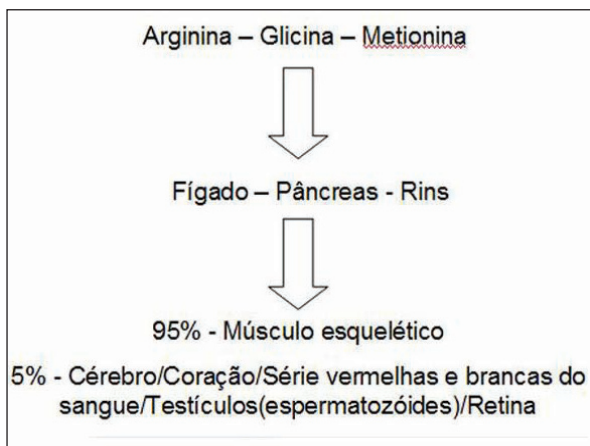 Arginina – Glicina – Metionina
Fígado – Pâncreas - Rins
95% - Músculo esquelético
5% - Cérebro/Coração/Série vermelhas e brancas do
sangue/Testículos(espermatozóides)/Retina